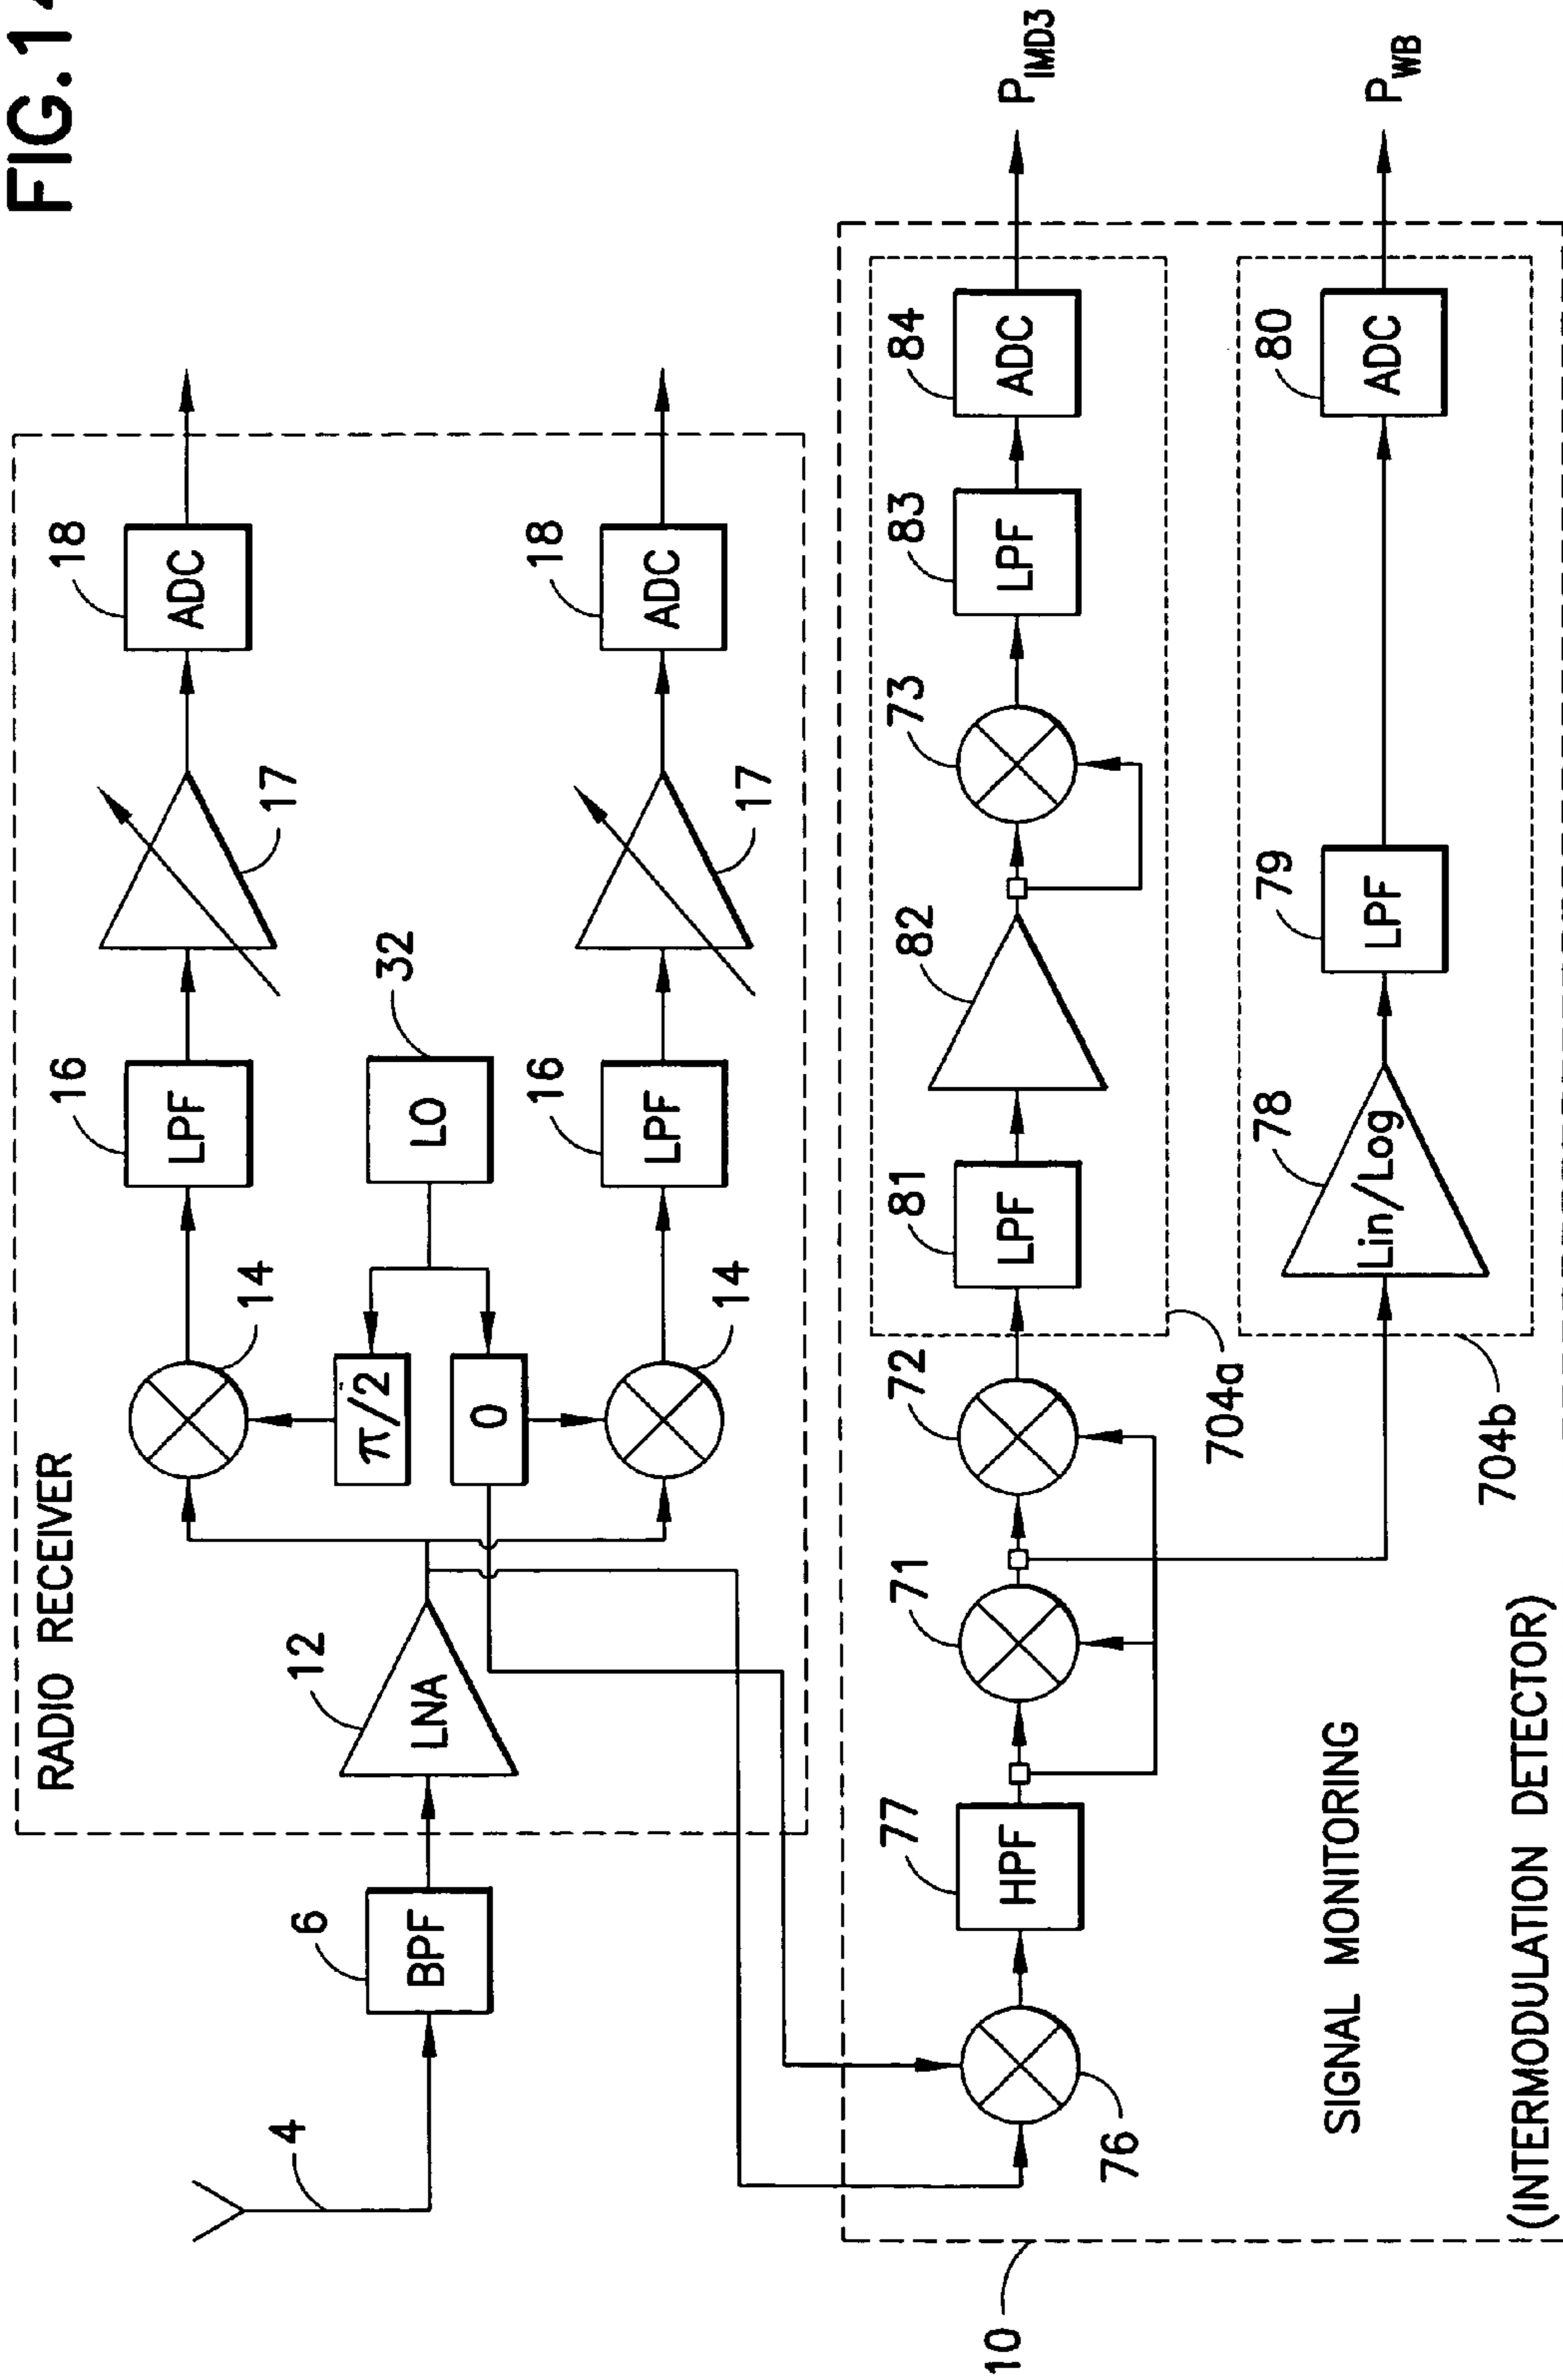 FIG.14
RADIO RECEIVER
4
6
BPF
12
LNA
14
π/2
0
14
32
LO
16
LPF
16
LPF
17
17
18
ADC
18
ADC
10
76
77
HPF
71
72
81
LPF
82
73
83
LPF
84
ADC
P_IMD3
704a
78
Lin/Log
79
LPF
80
ADC
P_WB
704b
SIGNAL MONITORING
(INTERMODULATION DETECTOR)